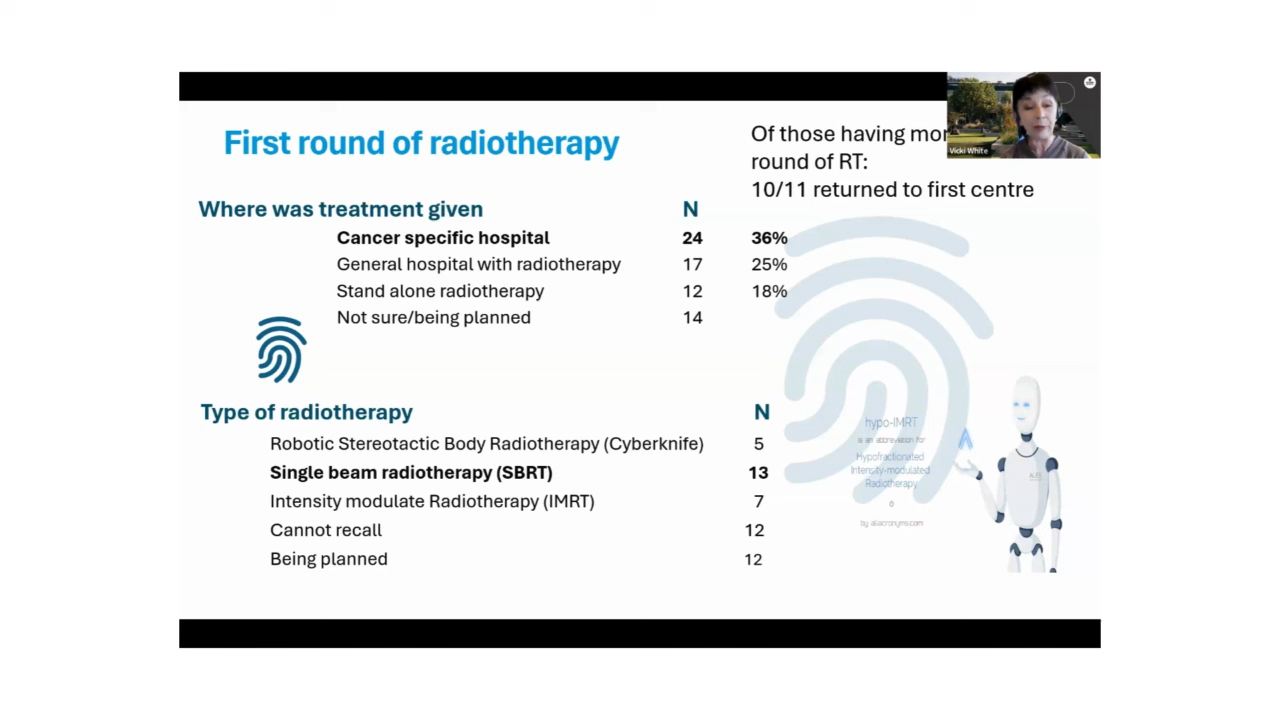 First round of radiotherapy
Of those having
round of RT:
10/11 returned to first centre
Vicki White
Where was treatment given N
Cancer specific hospital 24 36%
General hospital with radiotherapy 17 25%
Stand alone radiotherapy 12 18%
Not sure/being planned 14
Type of radiotherapy N
Robotic Stereotactic Body Radiotherapy (Cyberknife) 5
Single beam radiotherapy (SBRT) 13
Intensity modulate Radiotherapy (IMRT) 7
Cannot recall 12
Being planned 12
hypo-IMRT
is an abbreviation for
Hypofractionated
Intensity-modulated
Radiotherapy
by allacronyms.com